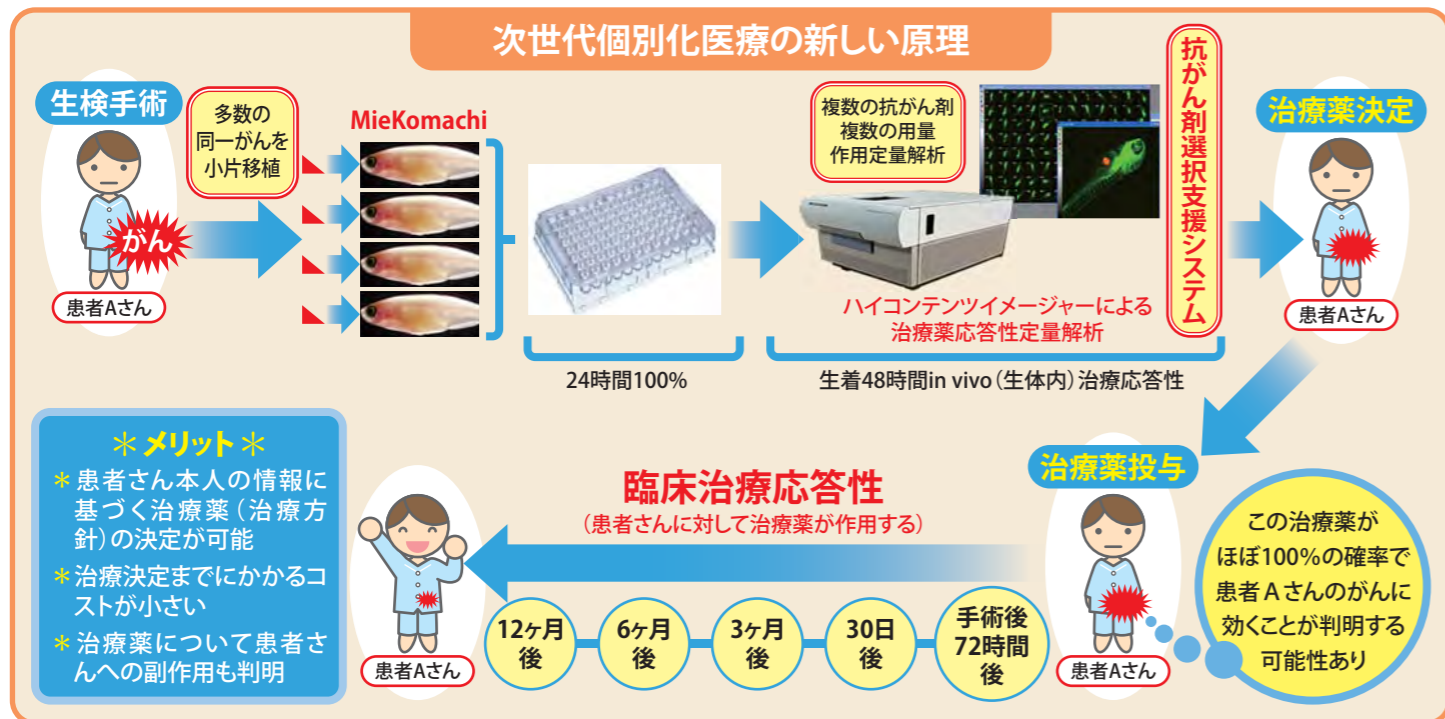 次世代個別化医療の新しい原理
生検手術
がん
患者Aさん
多数の
同一がんを
小片移植
MieKomachi
24時間100%
複数の抗がん剤
複数の用量
作用定量解析
ハイコンテンツイメージャーによる
治療薬応答性定量解析
生着48時間in vivo（生体内）治療応答性
抗がん剤選択支援システム
治療薬決定
患者Aさん
治療薬投与
患者Aさん
この治療薬が
ほぼ100%の確率で
患者Aさんのがんに
効くことが判明する
可能性あり
臨床治療応答性
（患者さんに対して治療薬が作用する）
手術後
72時間
後
30日
後
3ヶ月
後
6ヶ月
後
12ヶ月
後
患者Aさん
＊メリット＊
＊患者さん本人の情報に
基づく治療薬（治療方
針）の決定が可能
＊治療決定までにかかるコ
ストが小さい
＊治療薬について患者さ
んへの副作用も判明